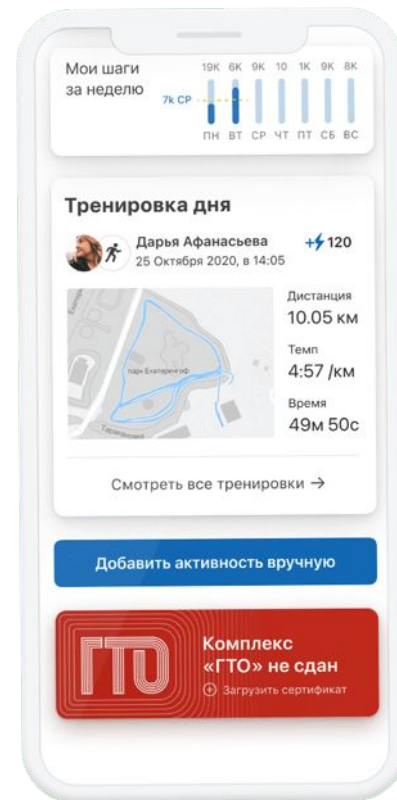 Мои шаги
за неделю
19K 6K 9K 10 1K 9K 8K
7k СР
ПН ВТ СР ЧТ ПТ СБ ВС
Тренировка дня
Дарья Афанасьева
+120
25 Октября 2020, в 14:05
Дистанция
10.05 км
Темп
4:57 /км
Время
49м 50с
парк Екатерингоф
Смотреть все тренировки →
Добавить активность вручную
ГТО
Комплекс
«ГТО» не сдан
Загрузить сертификат